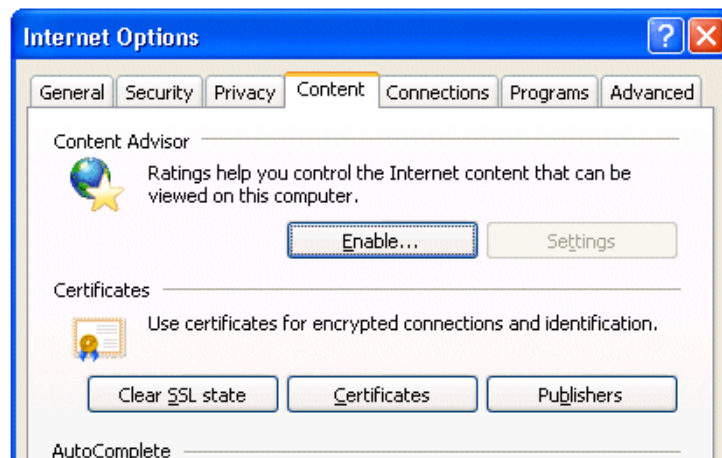 Internet Options
General Security Privacy Content Connections Programs Advanced
Content Advisor
Ratings help you control the Internet content that can be
viewed on this computer.
Enable... Settings
Certificates
Use certificates for encrypted connections and identification.
Clear SSL state Certificates Publishers
AutoComplete